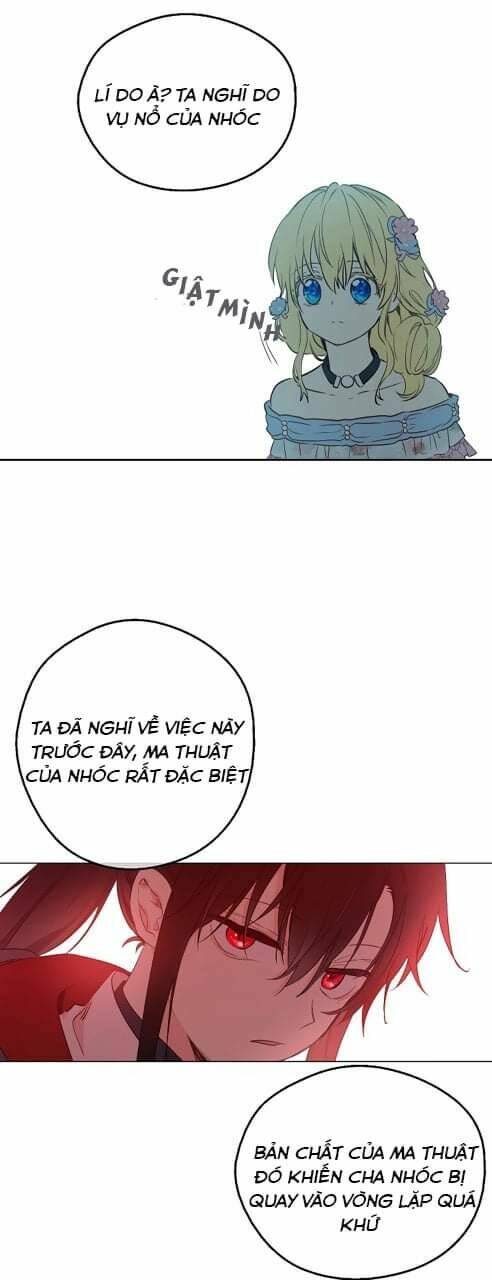 LÍ DO À? TA NGHĨ DO
VỤ NỔ CỦA NHÓC
GIẬT MÌNH
TA ĐÃ NGHĨ VỀ VIỆC NÀY
TRƯỚC ĐÂY, MA THUẬT
CỦA NHÓC RẤT ĐẶC BIỆT
BẢN CHẤT CỦA MA THUẬT
ĐÓ KHIẾN CHA NHÓC BỊ
QUAY VÀO VÒNG LẶP QUÁ
KHỨ